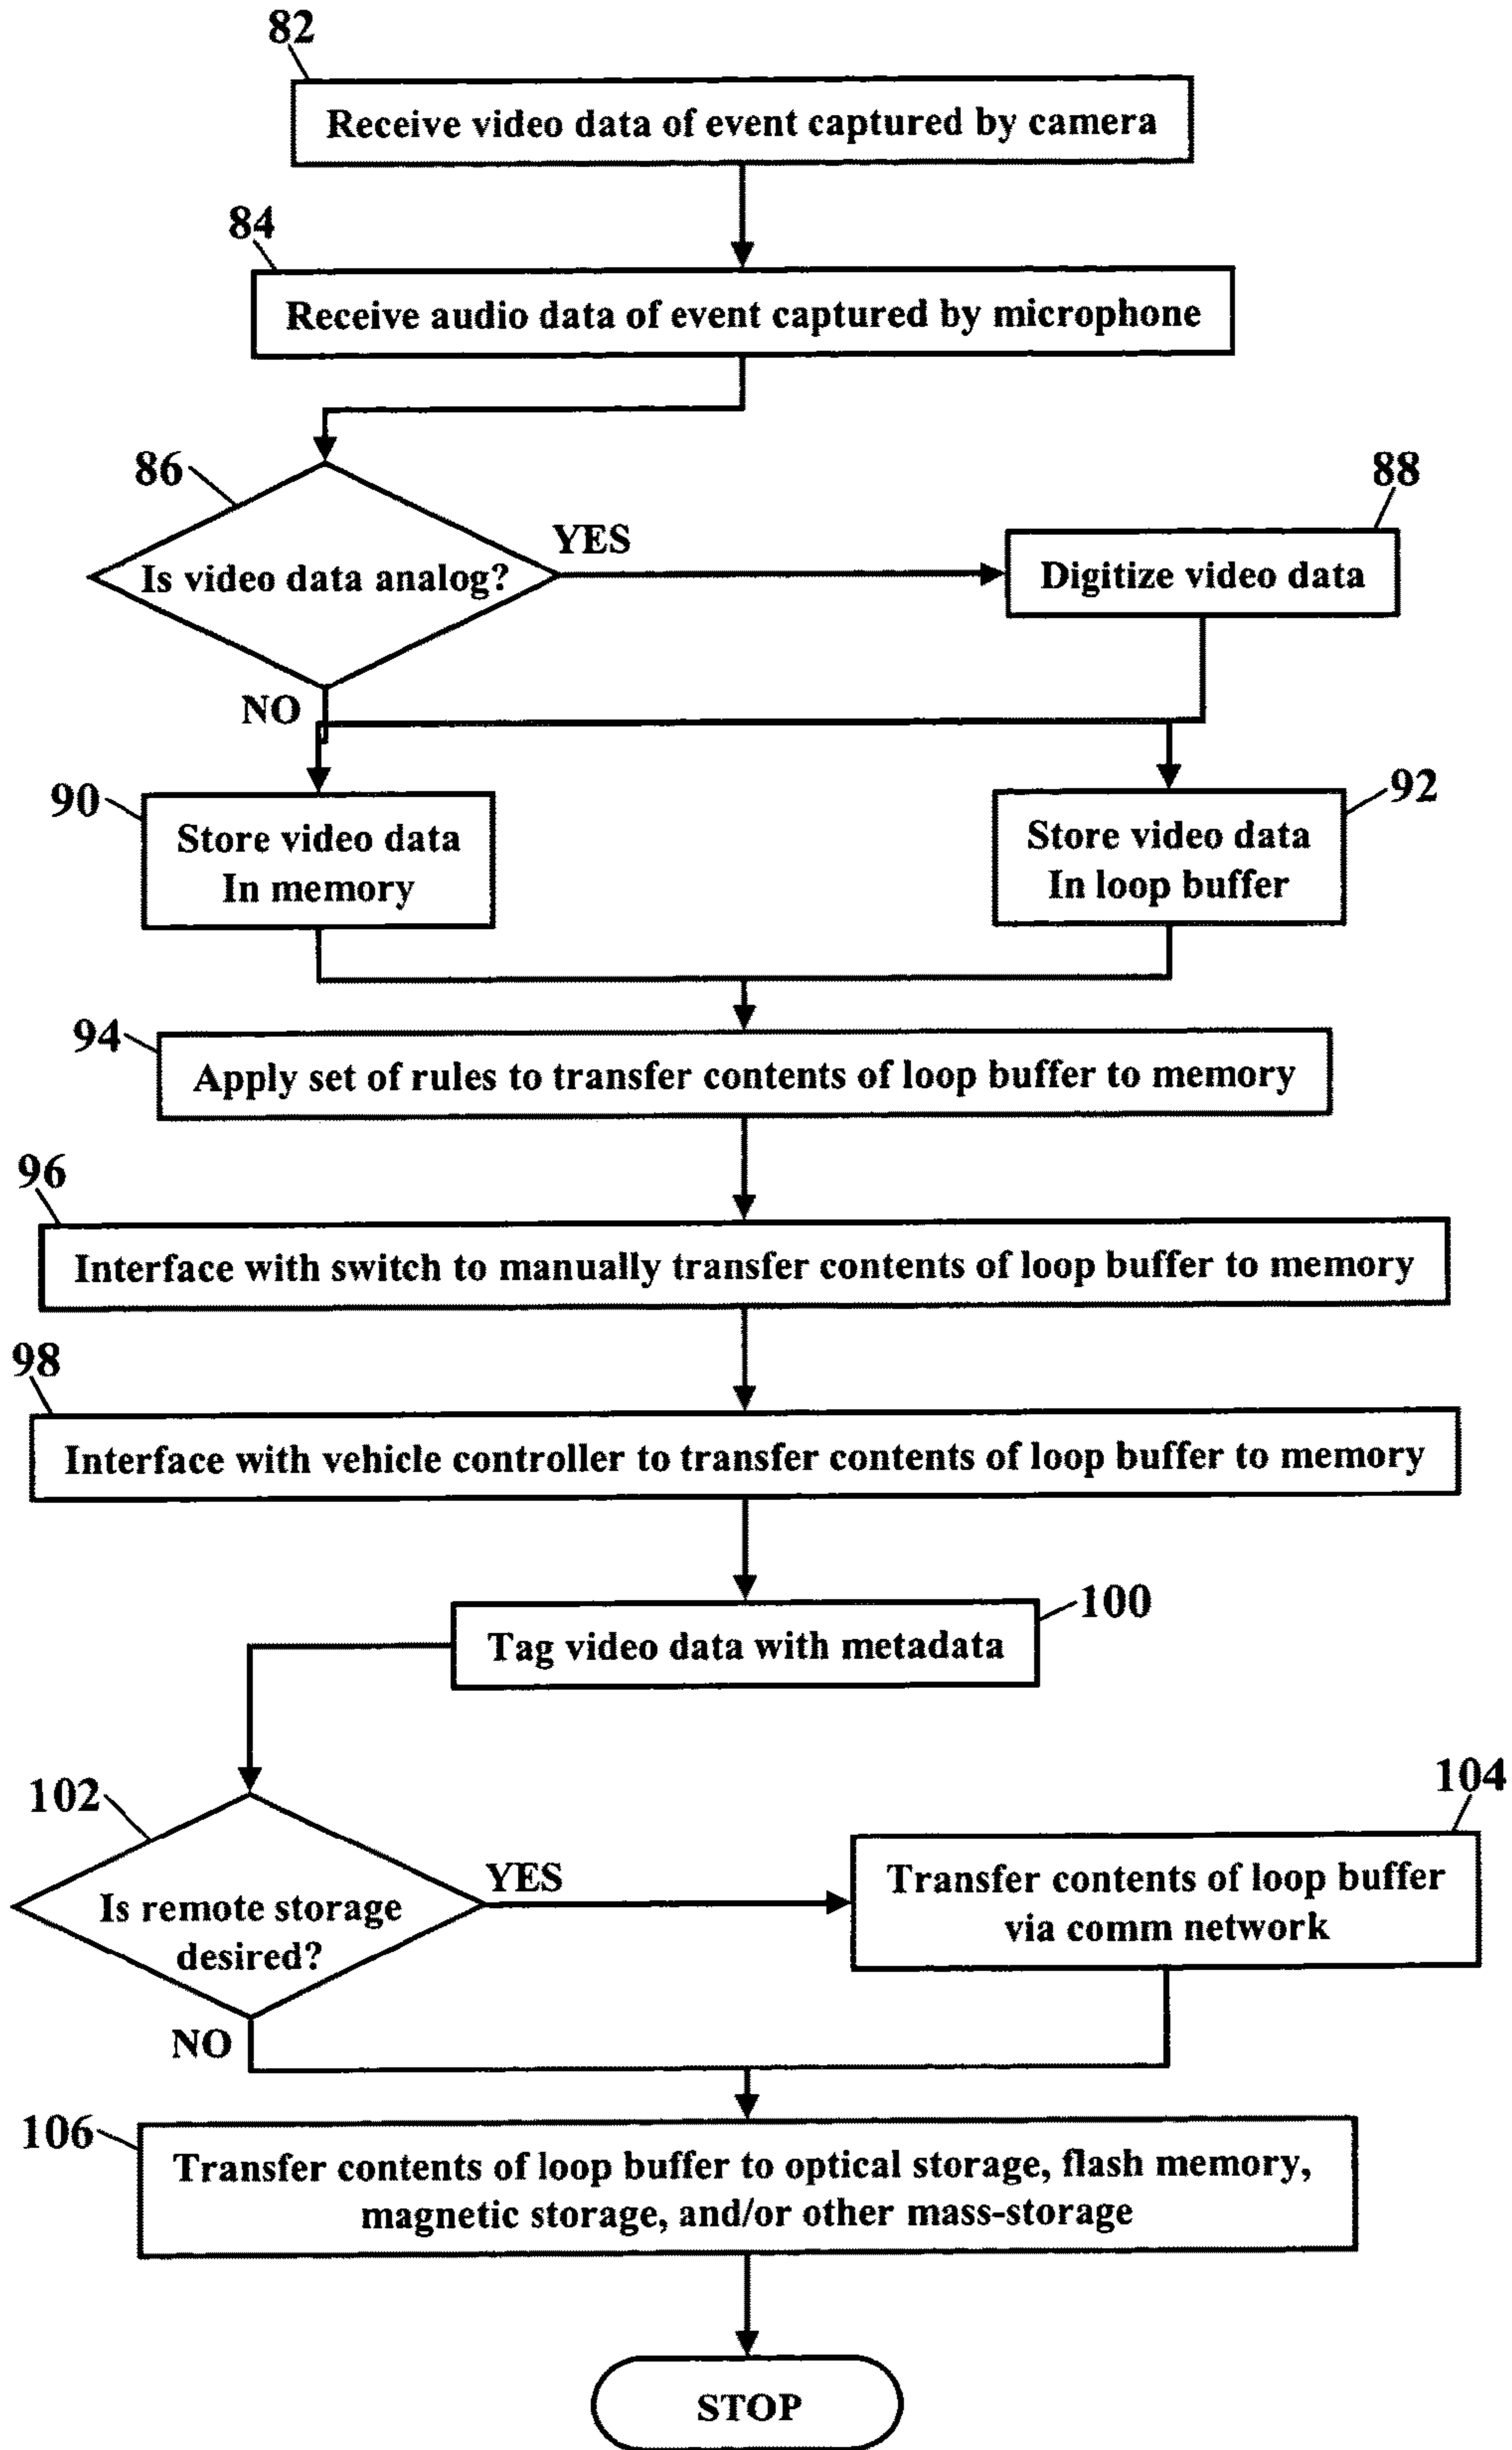 82
Receive video data of event captured by camera
84
Receive audio data of event captured by microphone
86
Is video data analog?
YES
88
Digitize video data
NO
90
Store video data
In memory
92
Store video data
In loop buffer
94
Apply set of rules to transfer contents of loop buffer to memory
96
Interface with switch to manually transfer contents of loop buffer to memory
98
Interface with vehicle controller to transfer contents of loop buffer to memory
100
Tag video data with metadata
102
Is remote storage
desired?
YES
104
Transfer contents of loop buffer
via comm network
NO
106
Transfer contents of loop buffer to optical storage, flash memory,
magnetic storage, and/or other mass-storage
STOP